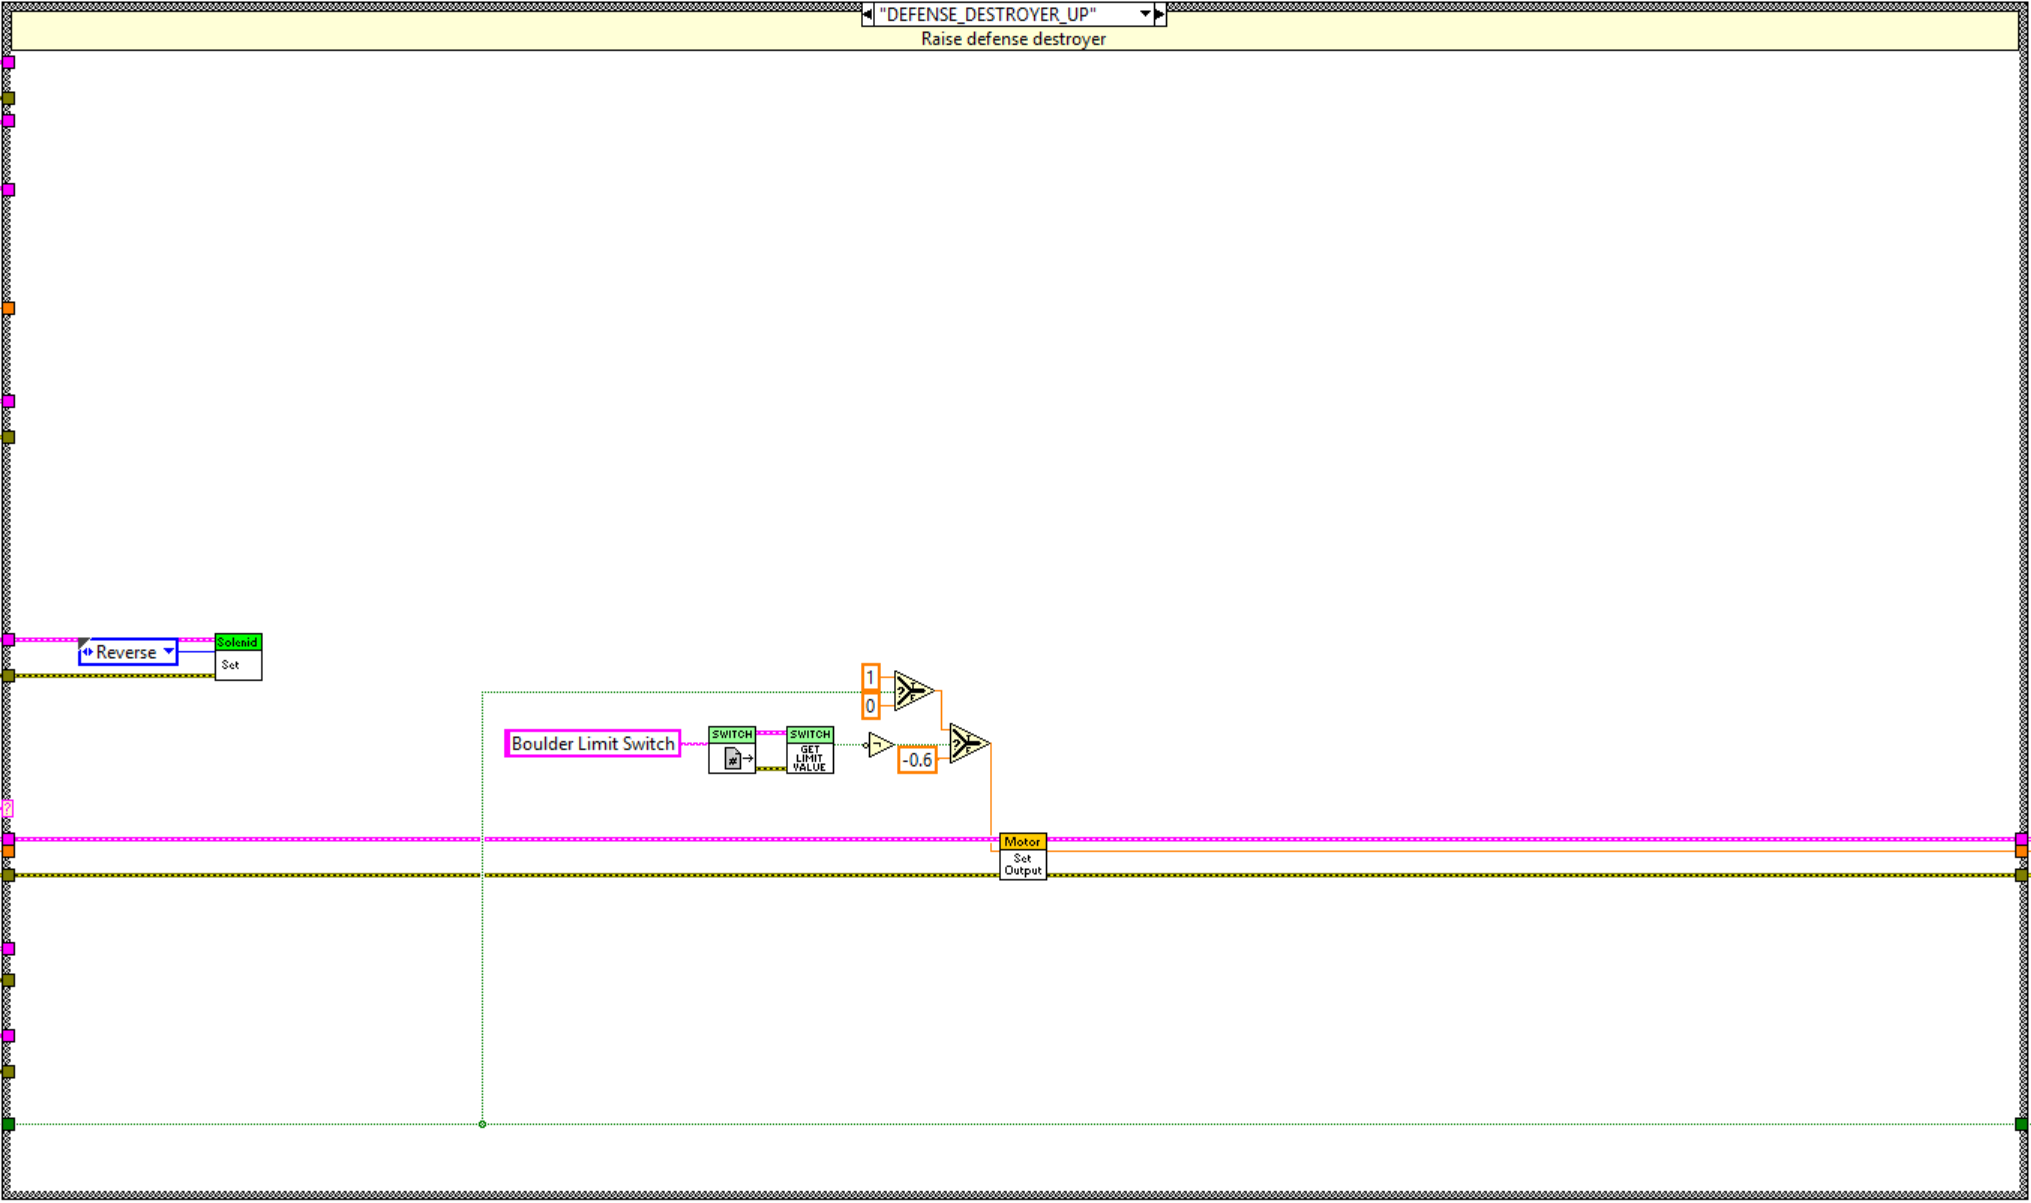 "DEFENSE_DESTROYER_UP"
Raise defense destroyer
Solenid
Reverse
Set
1
?
T
F
0
Boulder Limit Switch
SWITCH
#
SWITCH
GET
LIMIT
VALUE
¬
-0.6
?
T
F
?
Motor
Set
Output